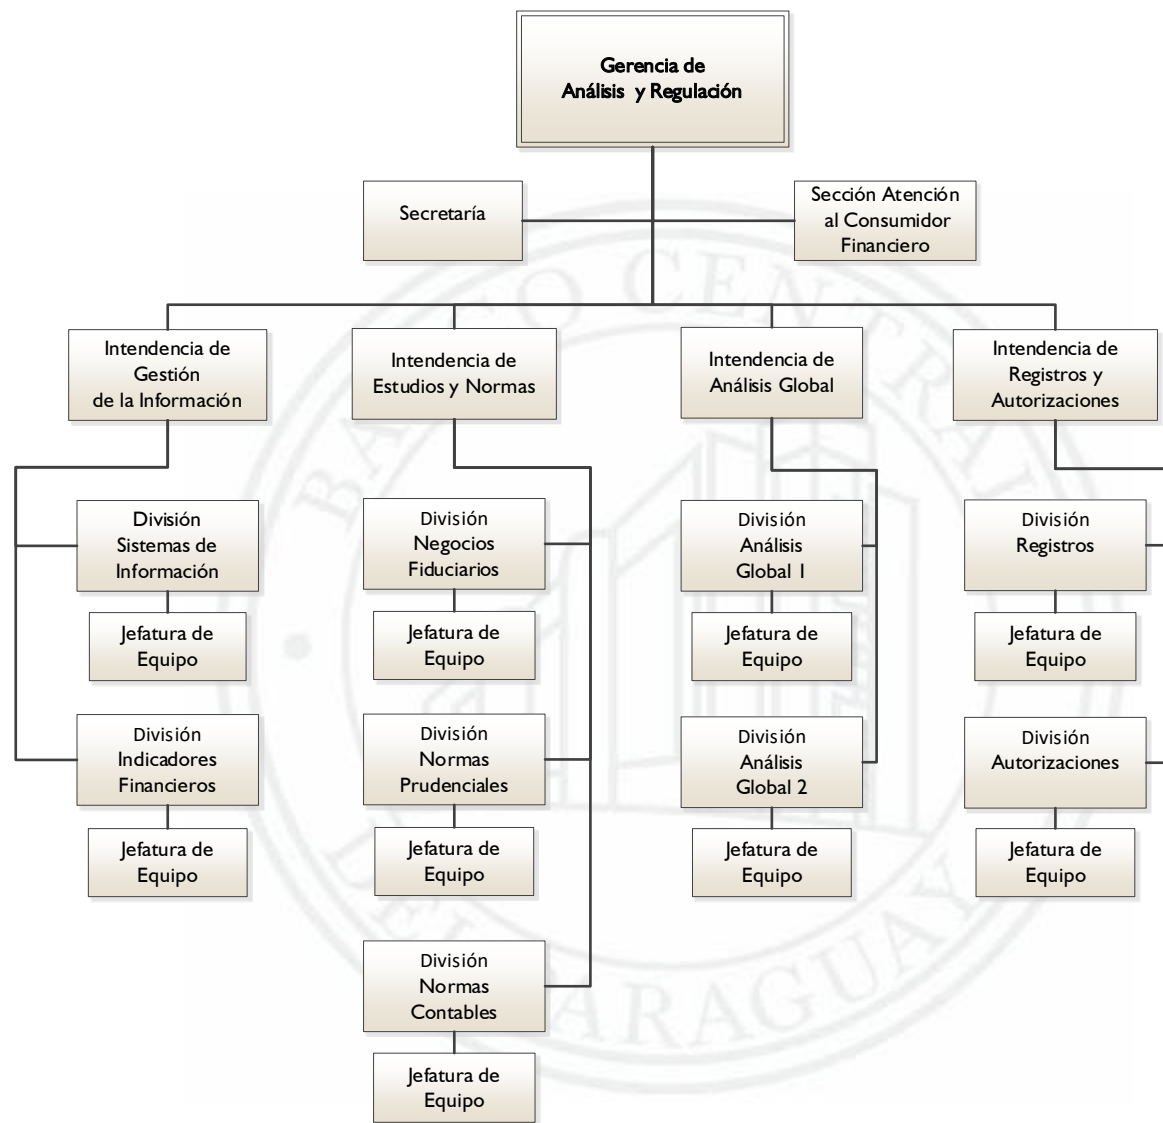 Gerencia de
Análisis y Regulación
Secretaría
Sección Atención
al Consumidor
Financiero
Intendencia de
Gestión
de la Información
Intendencia de
Estudios y Normas
Intendencia de
Análisis Global
Intendencia de
Registros y
Autorizaciones
División
Sistemas de
Información
División
Negocios
Fiduciarios
División
Análisis
Global 1
División
Registros
Jefatura de
Equipo
Jefatura de
Equipo
Jefatura de
Equipo
Jefatura de
Equipo
División
Indicadores
Financieros
División
Normas
Prudenciales
División
Análisis
Global 2
División
Autorizaciones
Jefatura de
Equipo
Jefatura de
Equipo
Jefatura de
Equipo
Jefatura de
Equipo
División
Normas
Contables
Jefatura de
Equipo
BANCO CENTRAL
DEL PARAGUAY